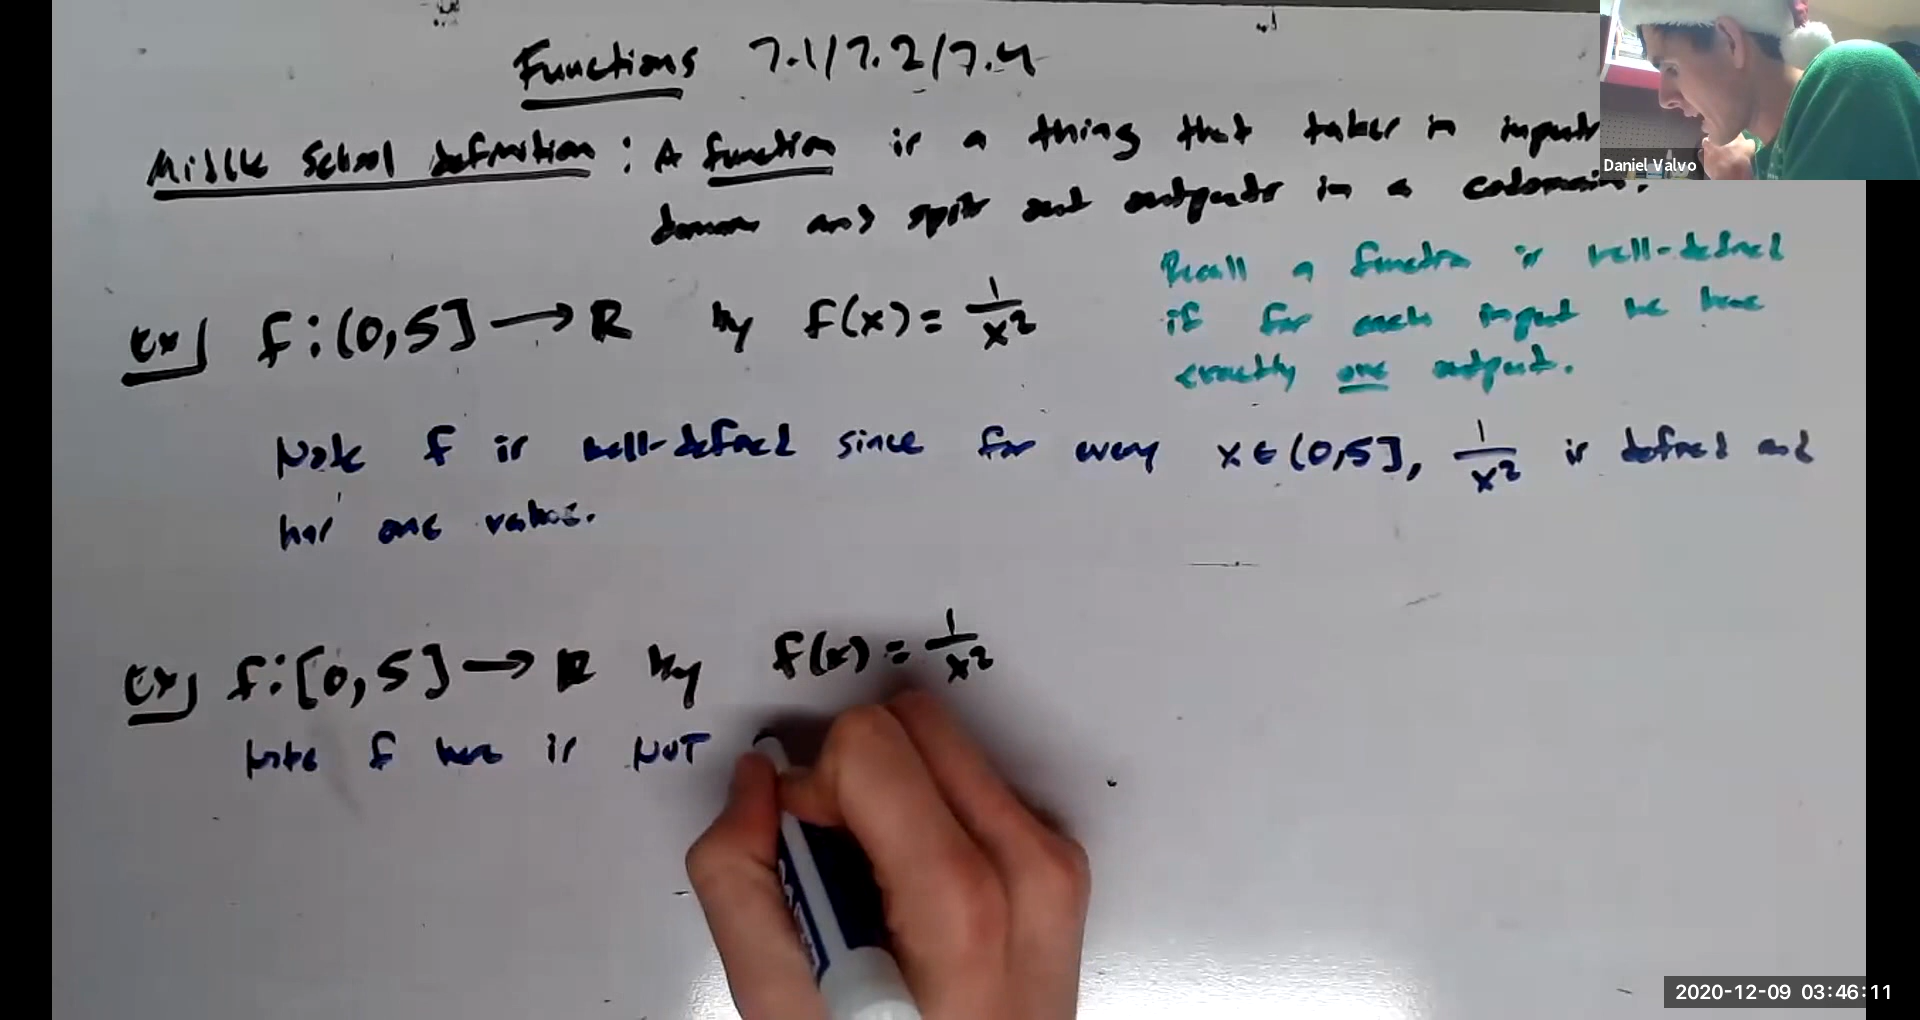 Functions 7.1/7.2/7.4
Middle School definition: A function is a thing that takes in inputs
domain and spits out outputs in a codomain.
Daniel Valvo
Recall a function is well-defined
if for each input we have
exactly one output.
Ex] f:(0,5] → R by f(x) = 1/x²
Note f is well-defined since for every x ∈ (0,5], 1/x² is defined and
has one value.
Ex] f:[0,5] → R by f(x) = 1/x²
Note f here is NOT
2020-12-09 03:46:11